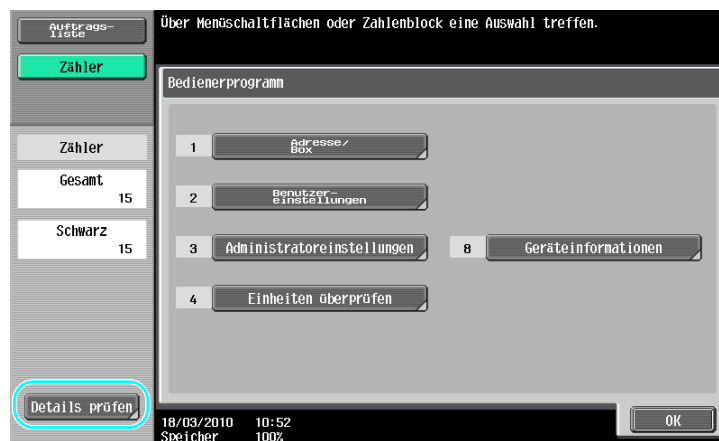 Auftrags-
liste
Zähler
Zähler
Gesamt
15
Schwarz
15
Details prüfen
Über Menüschaltflächen oder Zahlenblock eine Auswahl treffen.
Bedienerprogramm
1 Adresse/
Box
2 Benutzer-
einstellungen
3 Administratoreinstellungen
8 Geräteinformationen
4 Einheiten überprüfen
18/03/2010 10:52
Speicher 100%
OK